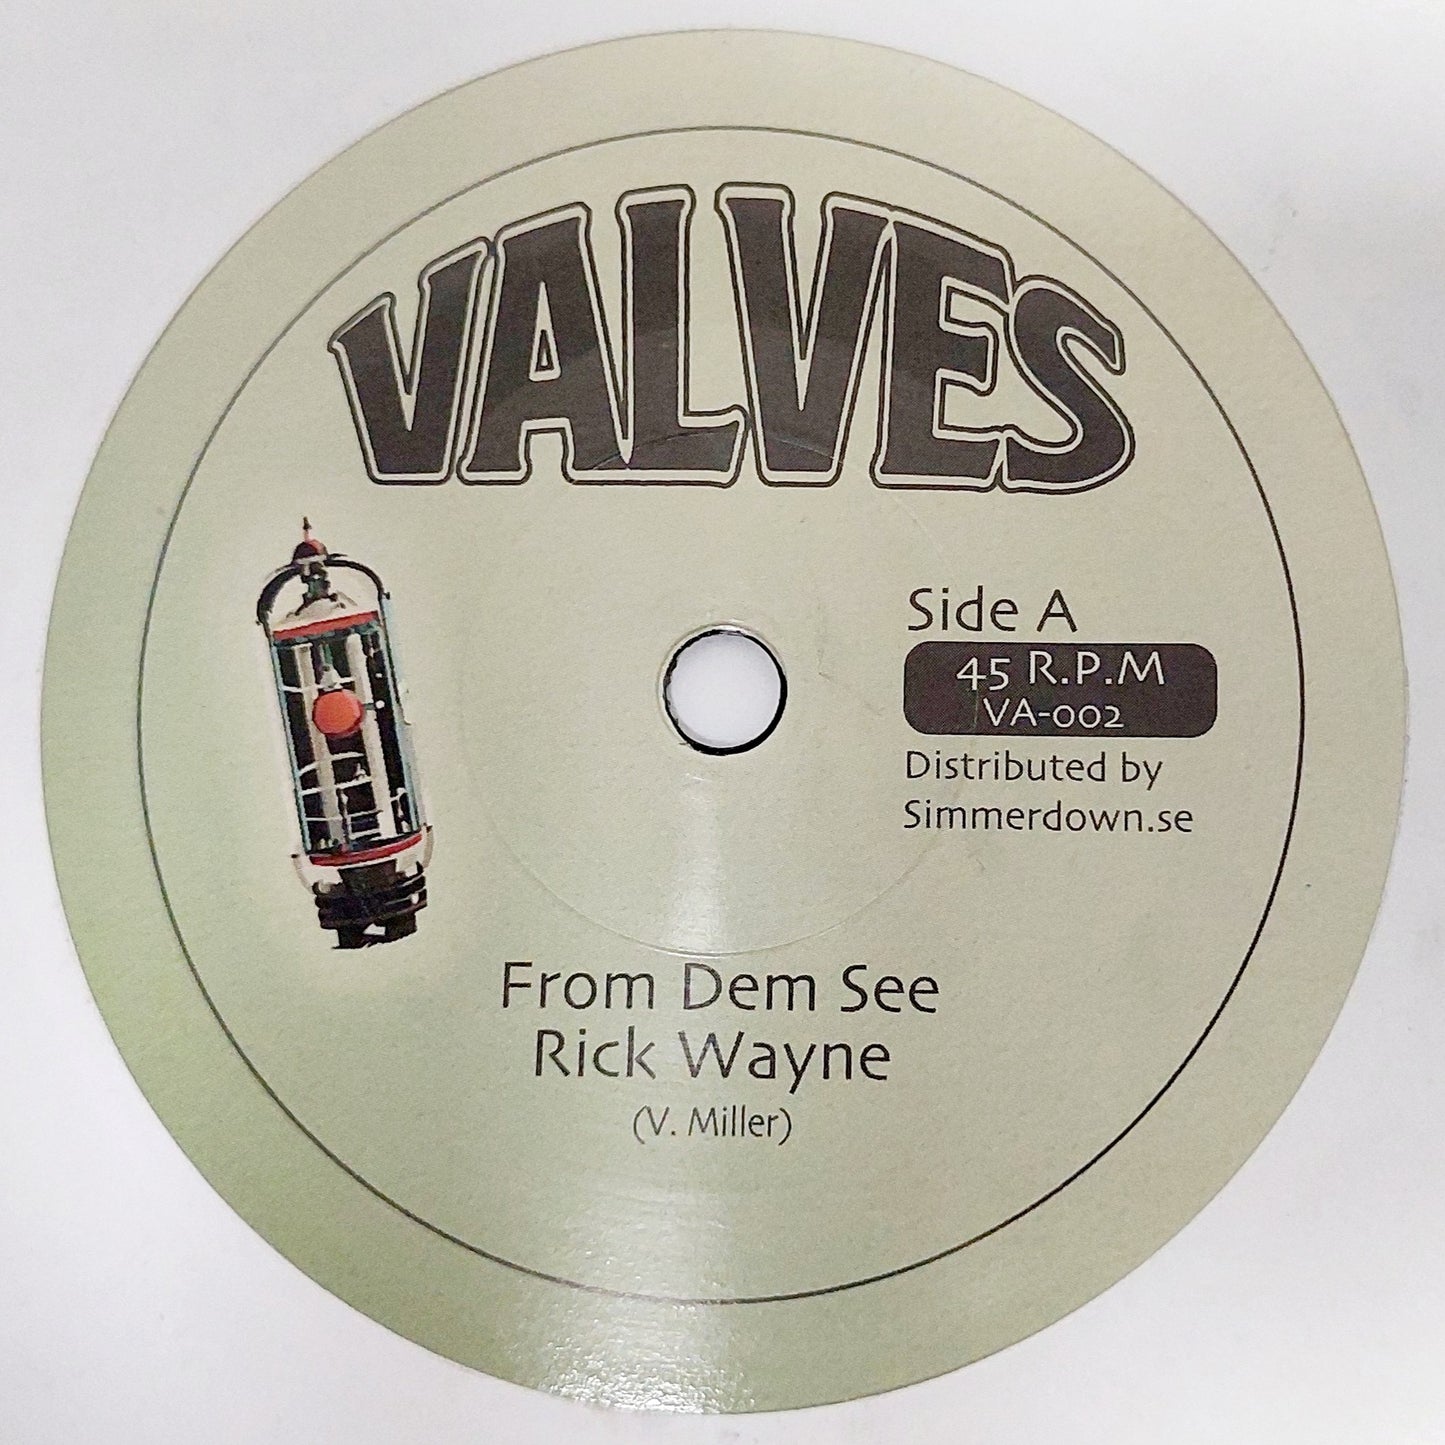 VALVES
Side A
45 R.P.M
VA-002
Distributed by
Simmerdown.se
From Dem See
Rick Wayne
(V. Miller)